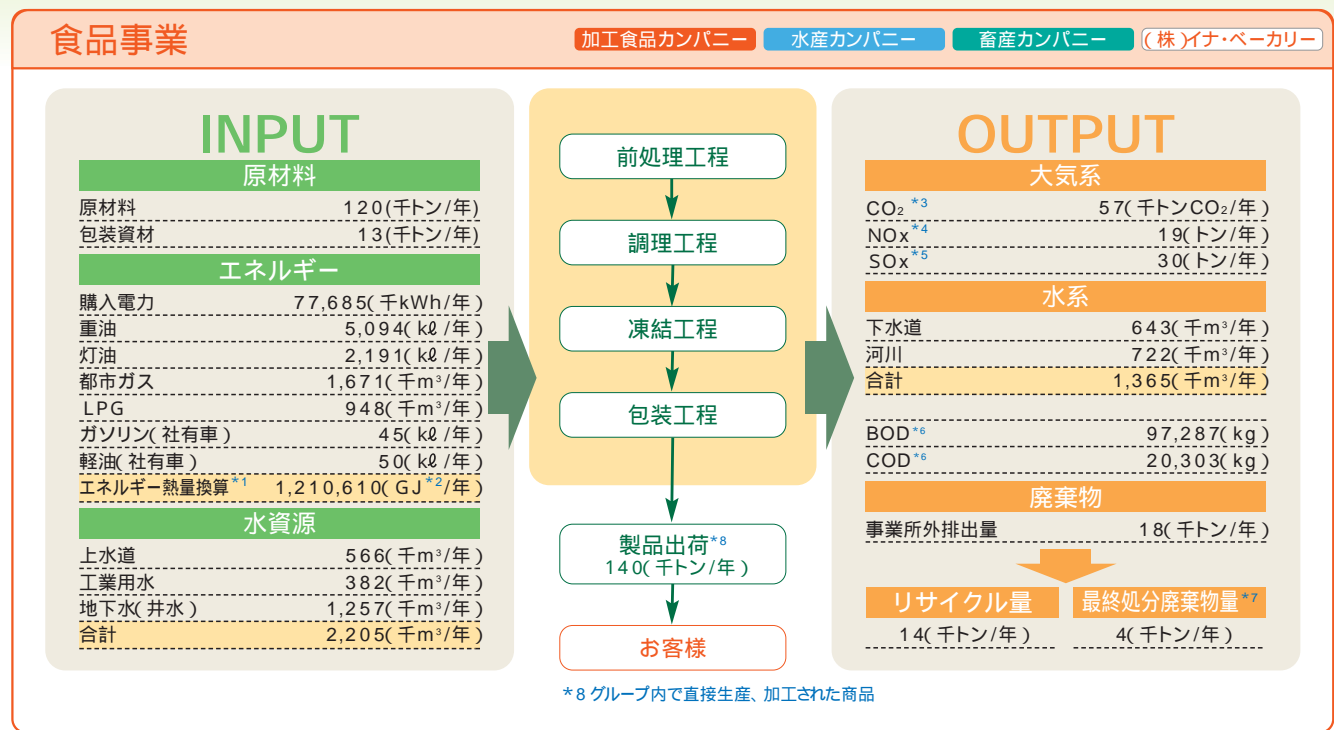 食品事業
加工食品カンパニー
水産カンパニー
畜産カンパニー
(株)イナ・ベーカリー
INPUT
原材料
原材料 120(千トン/年)
包装資材 13(千トン/年)
エネルギー
購入電力 77,685(千kWh/年)
重油 5,094(kℓ/年)
灯油 2,191(kℓ/年)
都市ガス 1,671(千m³/年)
LPG 948(千m³/年)
ガソリン(社有車) 45(kℓ/年)
軽油(社有車) 50(kℓ/年)
エネルギー熱量換算*1 1,210,610(GJ*2/年)
水資源
上水道 566(千m³/年)
工業用水 382(千m³/年)
地下水(井水) 1,257(千m³/年)
合計 2,205(千m³/年)
前処理工程
調理工程
凍結工程
包装工程
製品出荷*8
140(千トン/年)
お客様
*8 グループ内で直接生産、加工された商品
OUTPUT
大気系
CO₂*3 57(千トンCO₂/年)
NOx*4 19(トン/年)
SOx*5 30(トン/年)
水系
下水道 643(千m³/年)
河川 722(千m³/年)
合計 1,365(千m³/年)
BOD*6 97,287(kg)
COD*6 20,303(kg)
廃棄物
事業所外排出量 18(千トン/年)
リサイクル量
14(千トン/年)
最終処分廃棄物量*7
4(千トン/年)